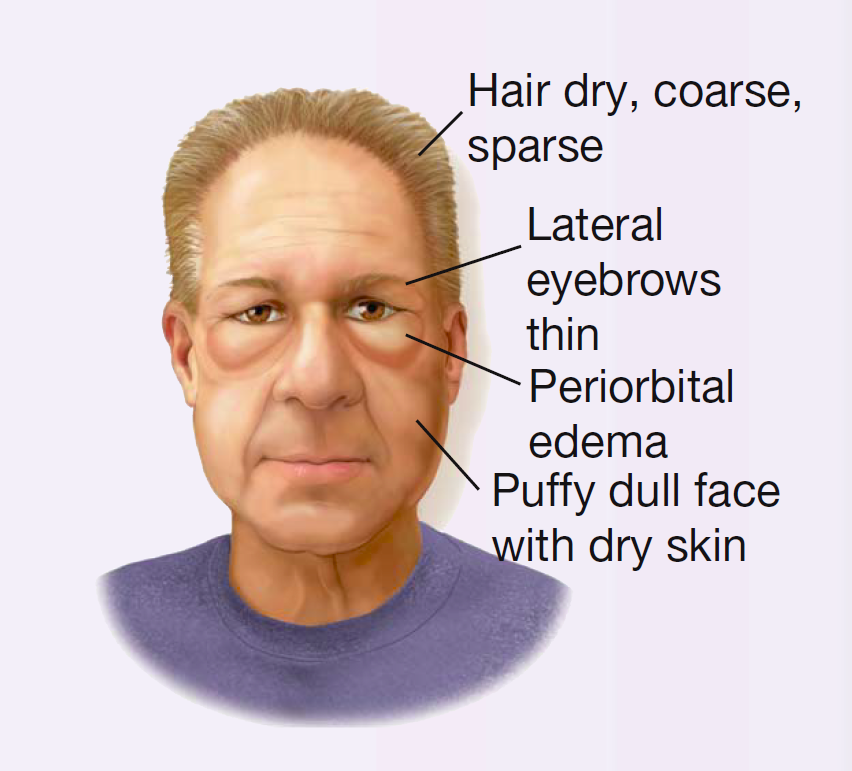 Hair dry, coarse,
sparse
Lateral
eyebrows
thin
Periorbital
edema
Puffy dull face
with dry skin